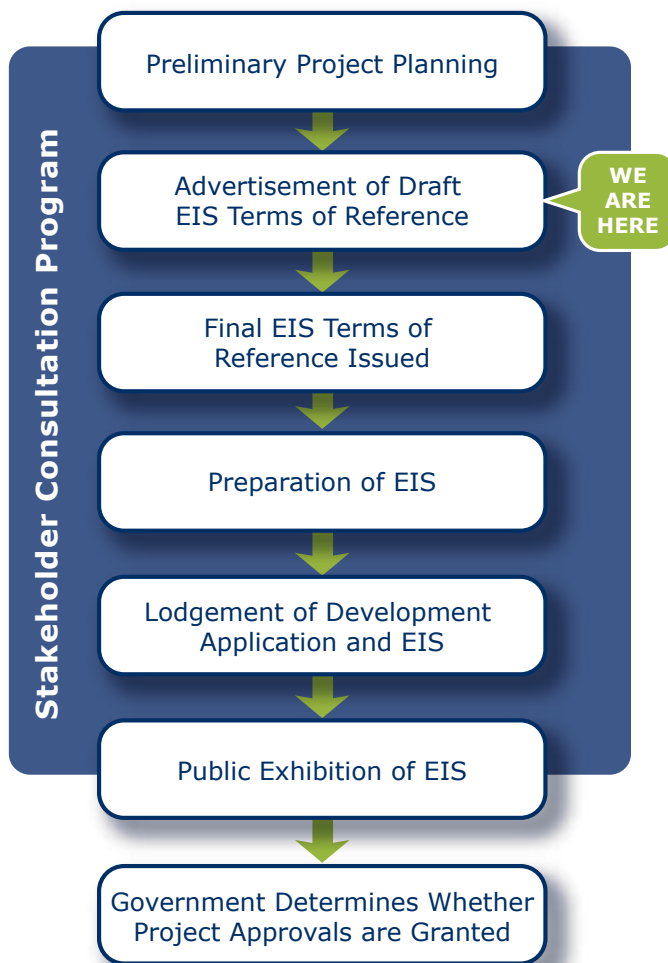 Preliminary Project Planning
Stakeholder Consultation Program
Advertisement of Draft
EIS Terms of Reference
WE
ARE
HERE
Final EIS Terms of
Reference Issued
Preparation of EIS
Lodgement of Development
Application and EIS
Public Exhibition of EIS
Government Determines Whether
Project Approvals are Granted